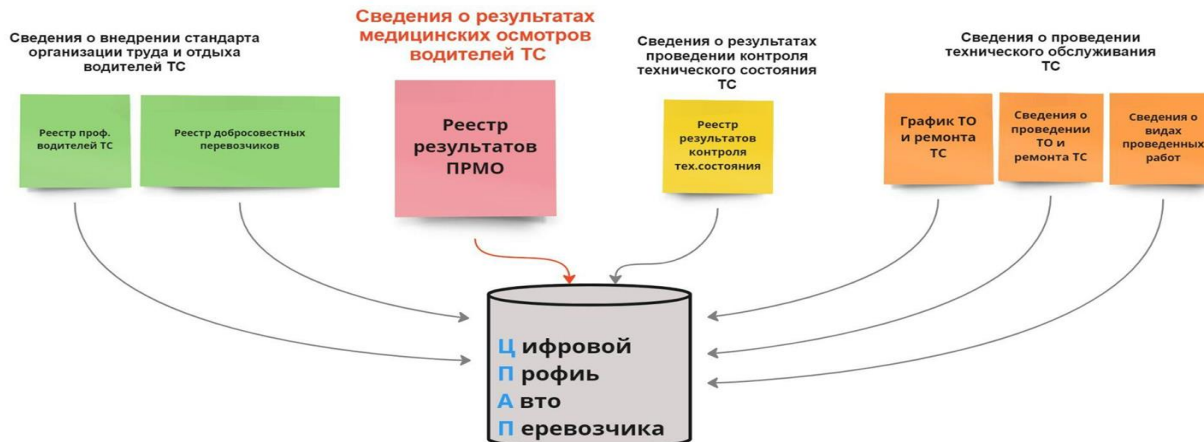 Сведения о внедрении стандарта
организации труда и отдыха
водителей ТС
Реестр проф.
водителей ТС
Реестр добросовестных
перевозчиков
Сведения о результатах
медицинских осмотров
водителей ТС
Реестр
результатов
ПРМО
Сведения о результатах
проведении контроля
технического состояния
ТС
Реестр
результатов
контроля
тех.состояния
Сведения о проведении
технического обслуживания
ТС
График ТО
и ремонта
ТС
Сведения о
проведении
ТО и
ремонта ТС
Сведения о
видах
проведенных
работ
Ц ифровой
П рофиь
А вто
П еревозчика